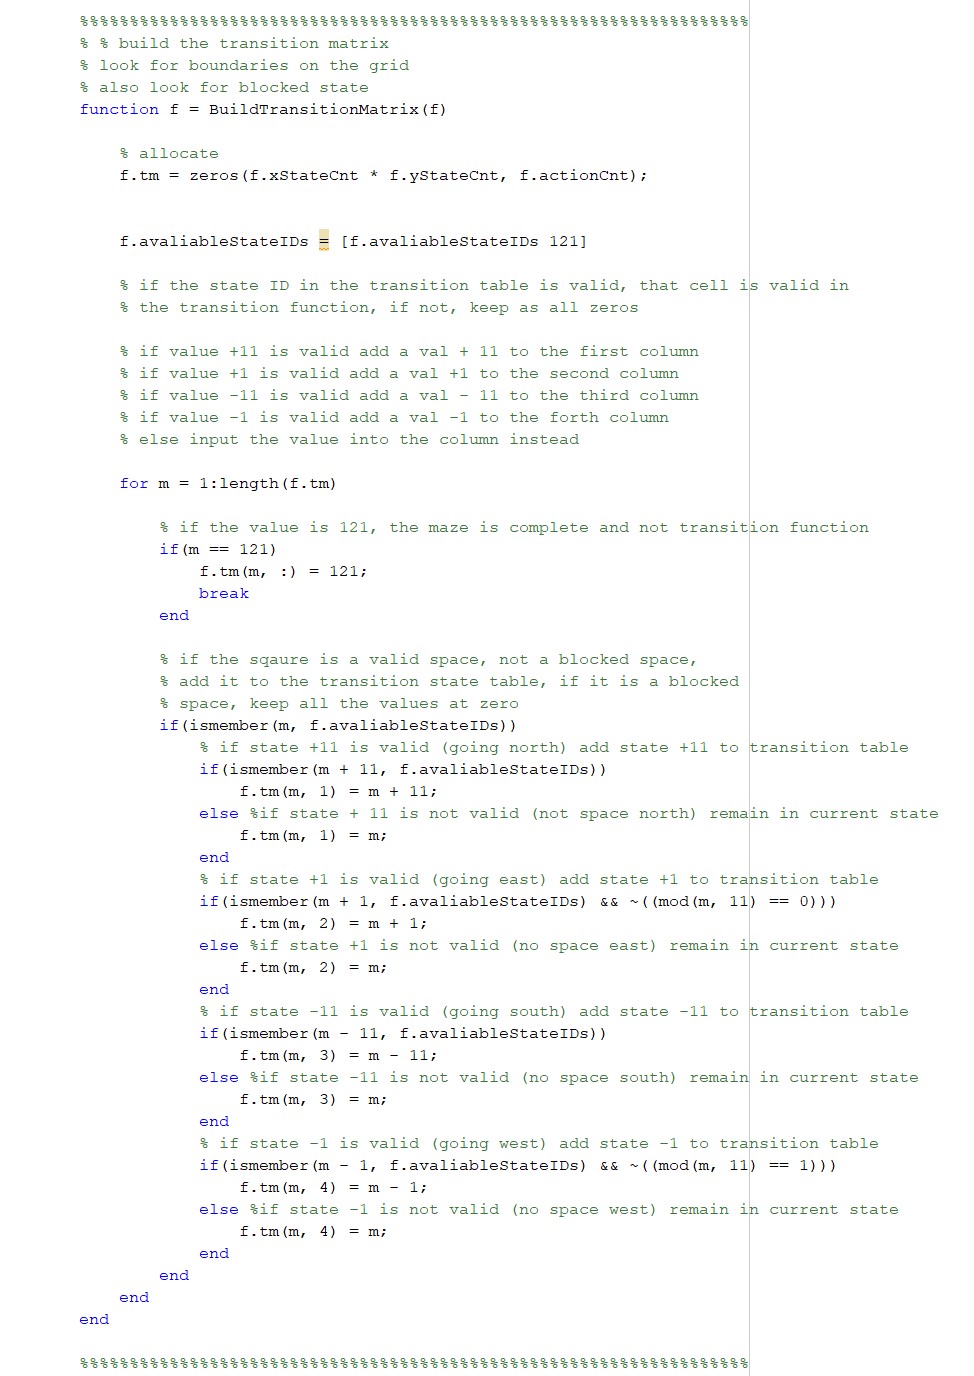 %%%%%%%%%%%%%%%%%%%%%%%%%%%%%%%%%%%%%%%%%%%%%%%%%%%%%%%%%%%%%%%%%%%
% % build the transition matrix
% look for boundaries on the grid
% also look for blocked state
function f = BuildTransitionMatrix(f)
% allocate
f.tm = zeros(f.xStateCnt * f.yStateCnt, f.actionCnt);
f.avaliableStateIDs = [f.avaliableStateIDs 121]
% if the state ID in the transition table is valid, that cell is valid in
% the transition function, if not, keep as all zeros
% if value +11 is valid add a val + 11 to the first column
% if value +1 is valid add a val +1 to the second column
% if value -11 is valid add a val - 11 to the third column
% if value -1 is valid add a val -1 to the forth column
% else input the value into the column instead
for m = 1:length(f.tm)
% if the value is 121, the maze is complete and not transition function
if(m == 121)
f.tm(m, :) = 121;
break
end
% if the sqaure is a valid space, not a blocked space,
% add it to the transition state table, if it is a blocked
% space, keep all the values at zero
if(ismember(m, f.avaliableStateIDs))
% if state +11 is valid (going north) add state +11 to transition table
if(ismember(m + 11, f.avaliableStateIDs))
f.tm(m, 1) = m + 11;
else %if state + 11 is not valid (not space north) remain in current state
f.tm(m, 1) = m;
end
% if state +1 is valid (going east) add state +1 to transition table
if(ismember(m + 1, f.avaliableStateIDs) && ~((mod(m, 11) == 0)))
f.tm(m, 2) = m + 1;
else %if state +1 is not valid (no space east) remain in current state
f.tm(m, 2) = m;
end
% if state -11 is valid (going south) add state -11 to transition table
if(ismember(m - 11, f.avaliableStateIDs))
f.tm(m, 3) = m - 11;
else %if state -11 is not valid (no space south) remain in current state
f.tm(m, 3) = m;
end
% if state -1 is valid (going west) add state -1 to transition table
if(ismember(m - 1, f.avaliableStateIDs) && ~((mod(m, 11) == 1)))
f.tm(m, 4) = m - 1;
else %if state -1 is not valid (no space west) remain in current state
f.tm(m, 4) = m;
end
end
end
end
%%%%%%%%%%%%%%%%%%%%%%%%%%%%%%%%%%%%%%%%%%%%%%%%%%%%%%%%%%%%%%%%%%%